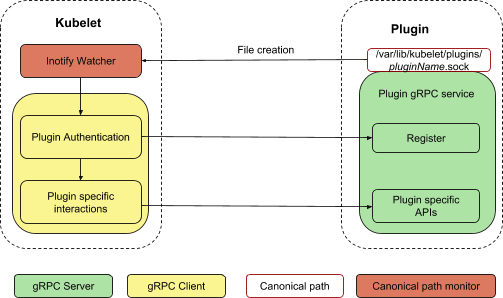 Kubelet
Plugin
Inotify Watcher
File creation
/var/lib/kubelet/plugins/
pluginName.sock
Plugin gRPC service
Plugin Authentication
Register
Plugin specific
interactions
Plugin specific
APIs
gRPC Server
gRPC Client
Canonical path
Canonical path monitor